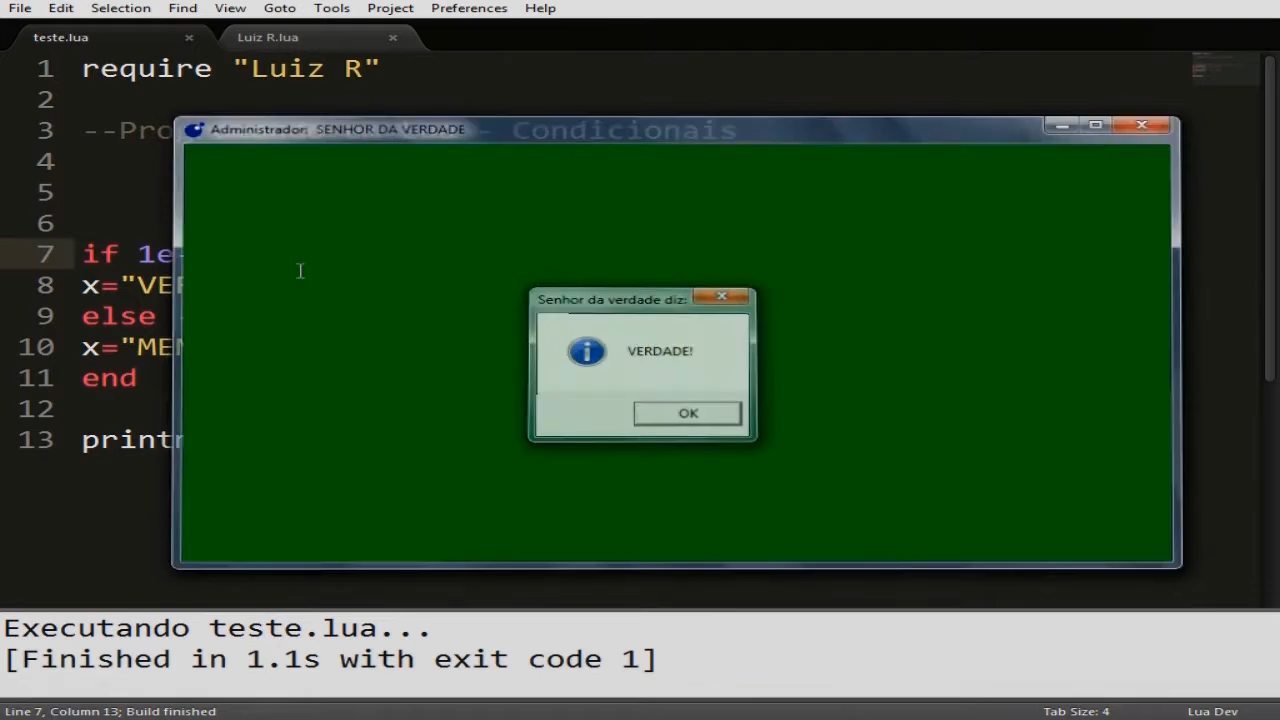 File Edit Selection Find View Goto Tools Project Preferences Help
teste.lua × Luiz R.lua ×
1 require "Luiz R"
2
3 --Pro - Condicionais
Administrador: SENHOR DA VERDADE
4
5
6
7 if 1e
8 x="VER
9 else
10 x="MEN
11 end
12
13 printr
Senhor da verdade diz:
VERDADE!
OK
Executando teste.lua...
[Finished in 1.1s with exit code 1]
Line 7, Column 13; Build finished Tab Size: 4 Lua Dev